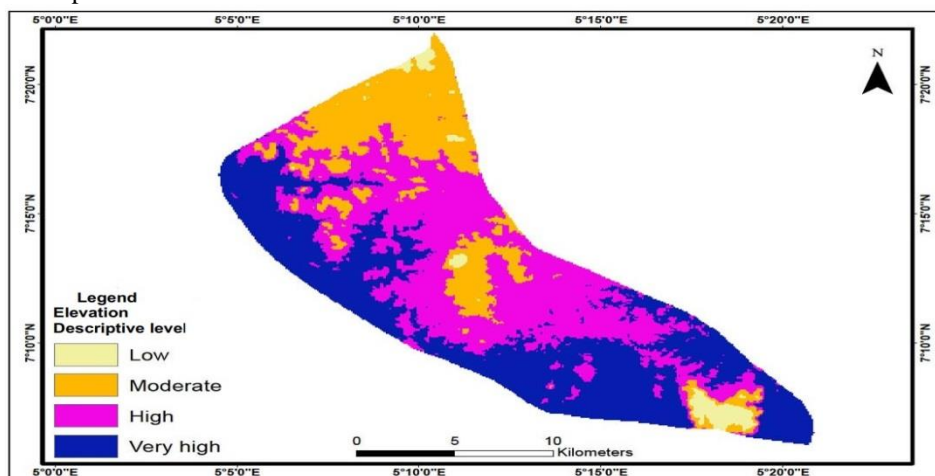 5°0'0"E 5°5'0"E 5°10'0"E 5°15'0"E 5°20'0"E
N
7°20'0"N 7°20'0"N
7°15'0"N 7°15'0"N
7°10'0"N 7°10'0"N
Legend
Elevation
Descriptive level
Low
Moderate
High
Very high
0 5 10
Kilometers
5°0'0"E 5°5'0"E 5°10'0"E 5°15'0"E 5°20'0"E